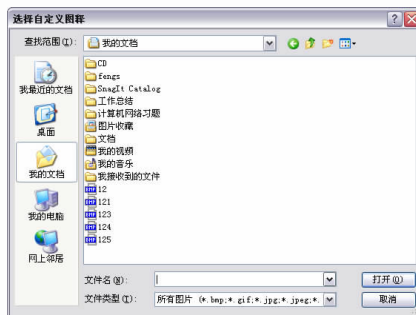 选择自定义图释
查找范围(I):
我的文档
我最近的文档
桌面
我的文档
我的电脑
网上邻居
CD
fengs
SnagIt Catalog
工作总结
计算机网络习题
图片收藏
文档
我的视频
我的音乐
我接收到的文件
12
121
123
124
125
文件名(N):
打开(O)
文件类型(T):
所有图片 (*.bmp;*.gif;*.jpg;*.jpeg;*.
取消